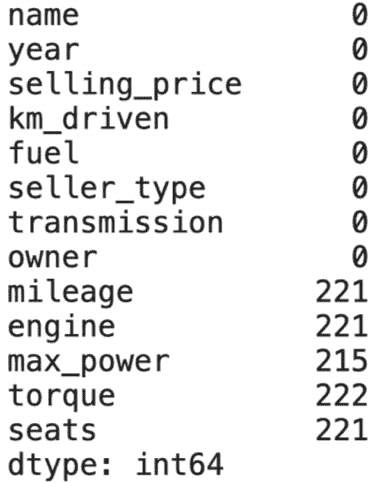 name 0
year 0
selling_price 0
km_driven 0
fuel 0
seller_type 0
transmission 0
owner 0
mileage 221
engine 221
max_power 215
torque 222
seats 221
dtype: int64